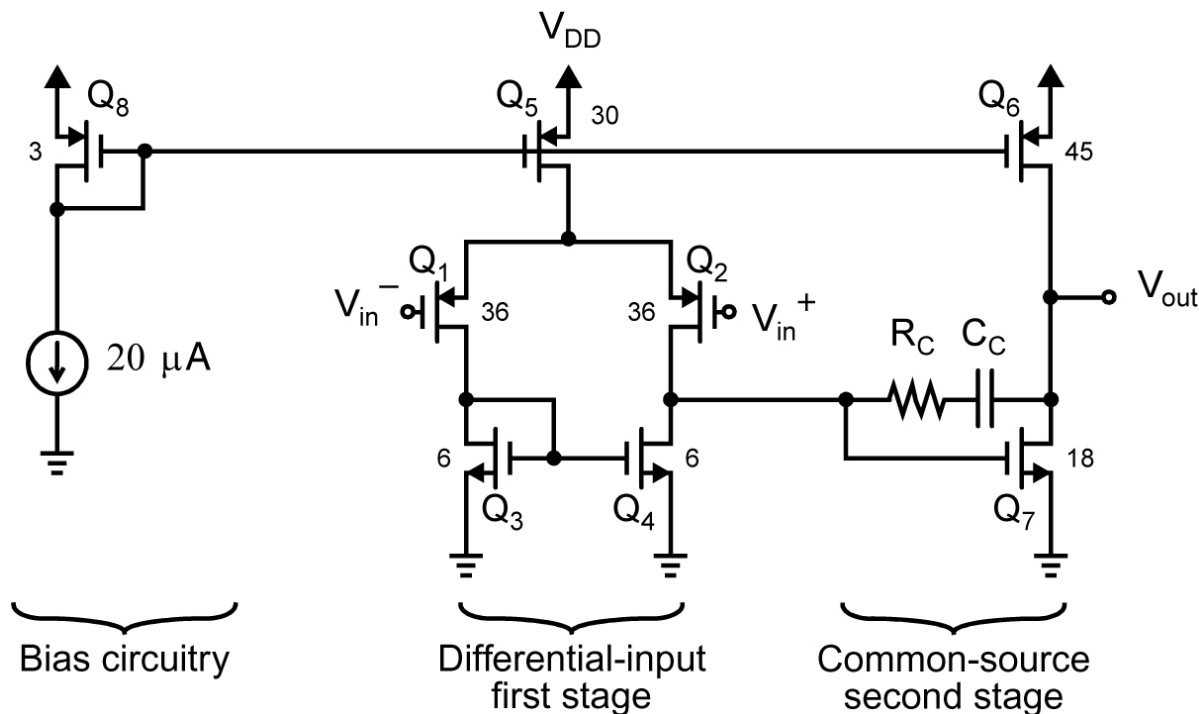 V_DD
Q_8
Q_5
30
Q_6
3
45
Q_1
Q_2
V_in^−
36
36
V_in^+
V_out
20 μA
R_C
C_C
6
6
18
Q_3
Q_4
Q_7
Bias circuitry
Differential-input
first stage
Common-source
second stage